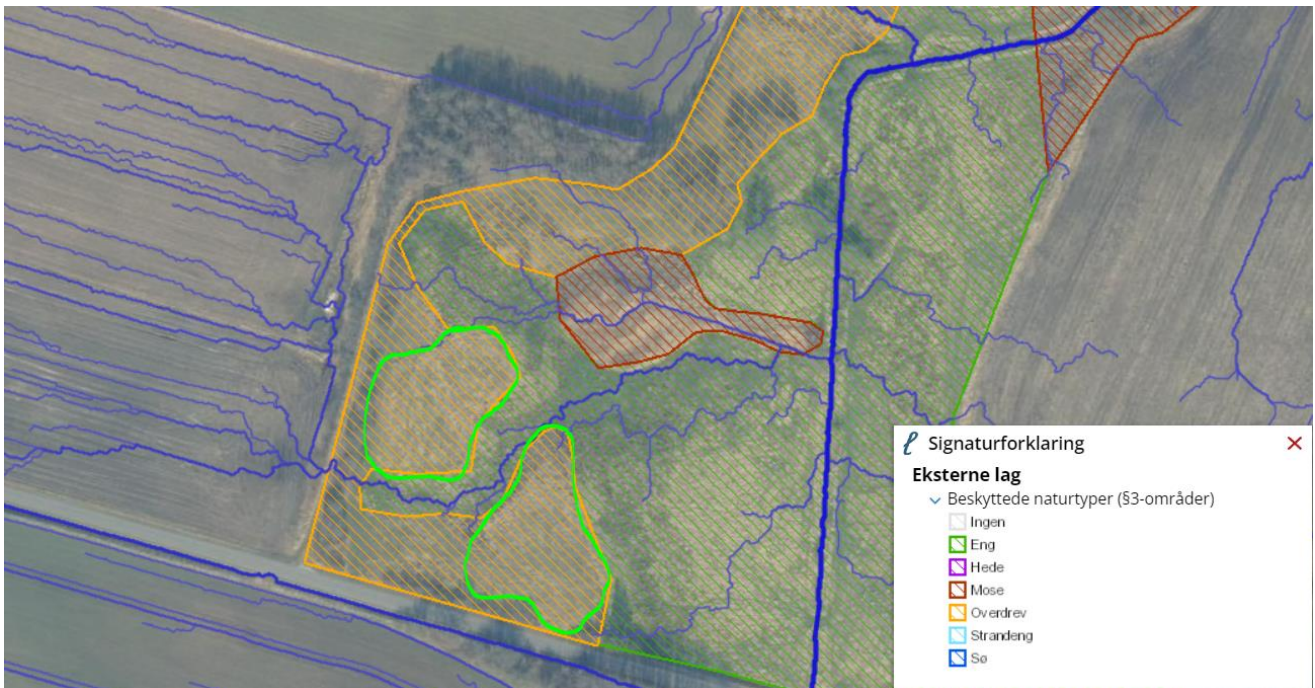 Signaturforklaring
Eksterne lag
Beskyttede naturtyper (§3-områder)
Ingen
Eng
Hede
Mose
Overdrev
Strandeng
Sø